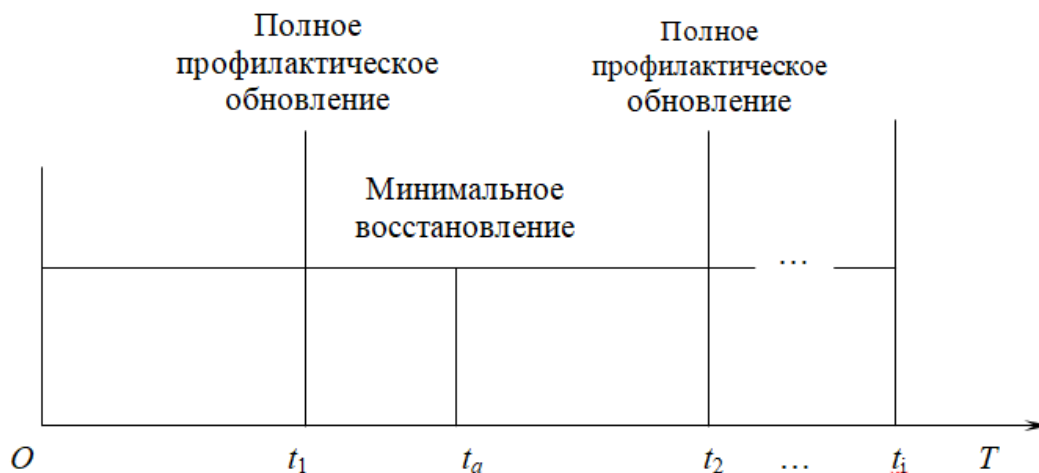 Полное
профилактическое
обновление
Полное
профилактическое
обновление
Минимальное
восстановление
...
O t₁ tₐ t₂ ... tᵢ T